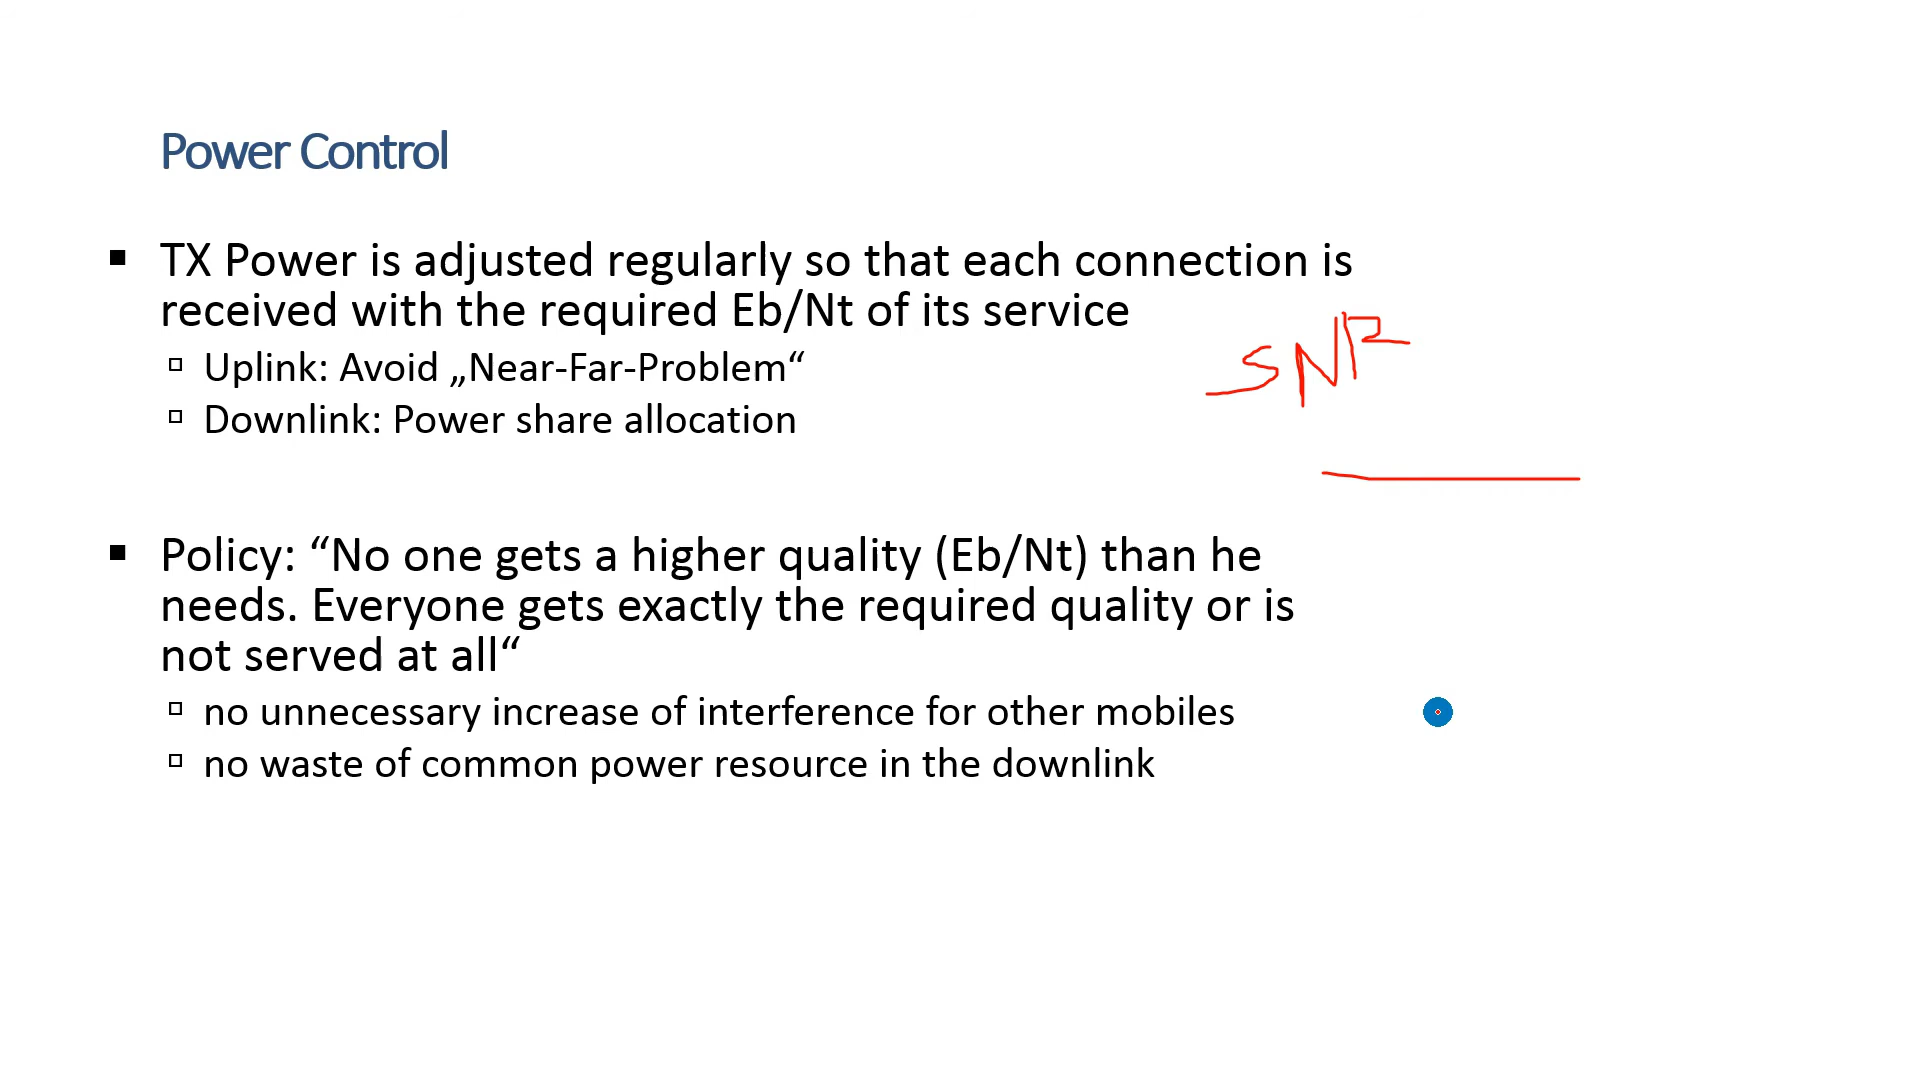 Power Control
TX Power is adjusted regularly so that each connection is
received with the required Eb/Nt of its service
SNR
Uplink: Avoid „Near-Far-Problem“
Downlink: Power share allocation
Policy: “No one gets a higher quality (Eb/Nt) than he
needs. Everyone gets exactly the required quality or is
not served at all“
no unnecessary increase of interference for other mobiles
no waste of common power resource in the downlink